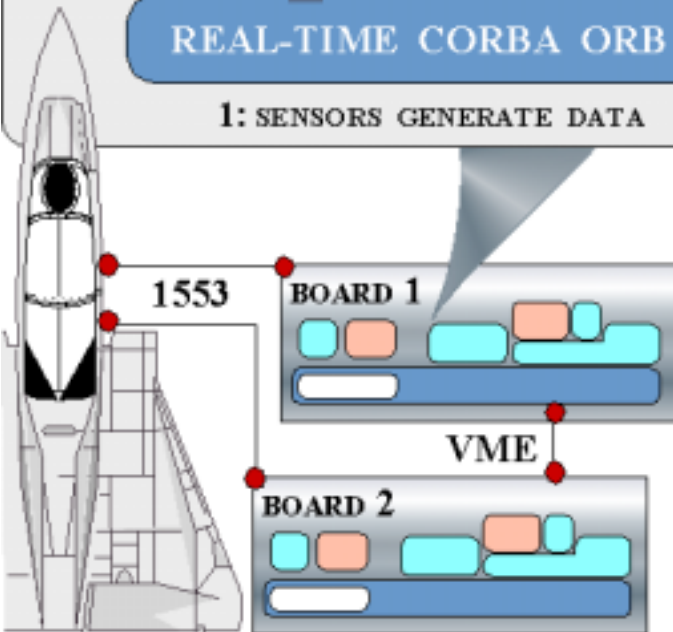 REAL-TIME CORBA ORB
1: SENSORS GENERATE DATA
1553
BOARD 1
VME
BOARD 2